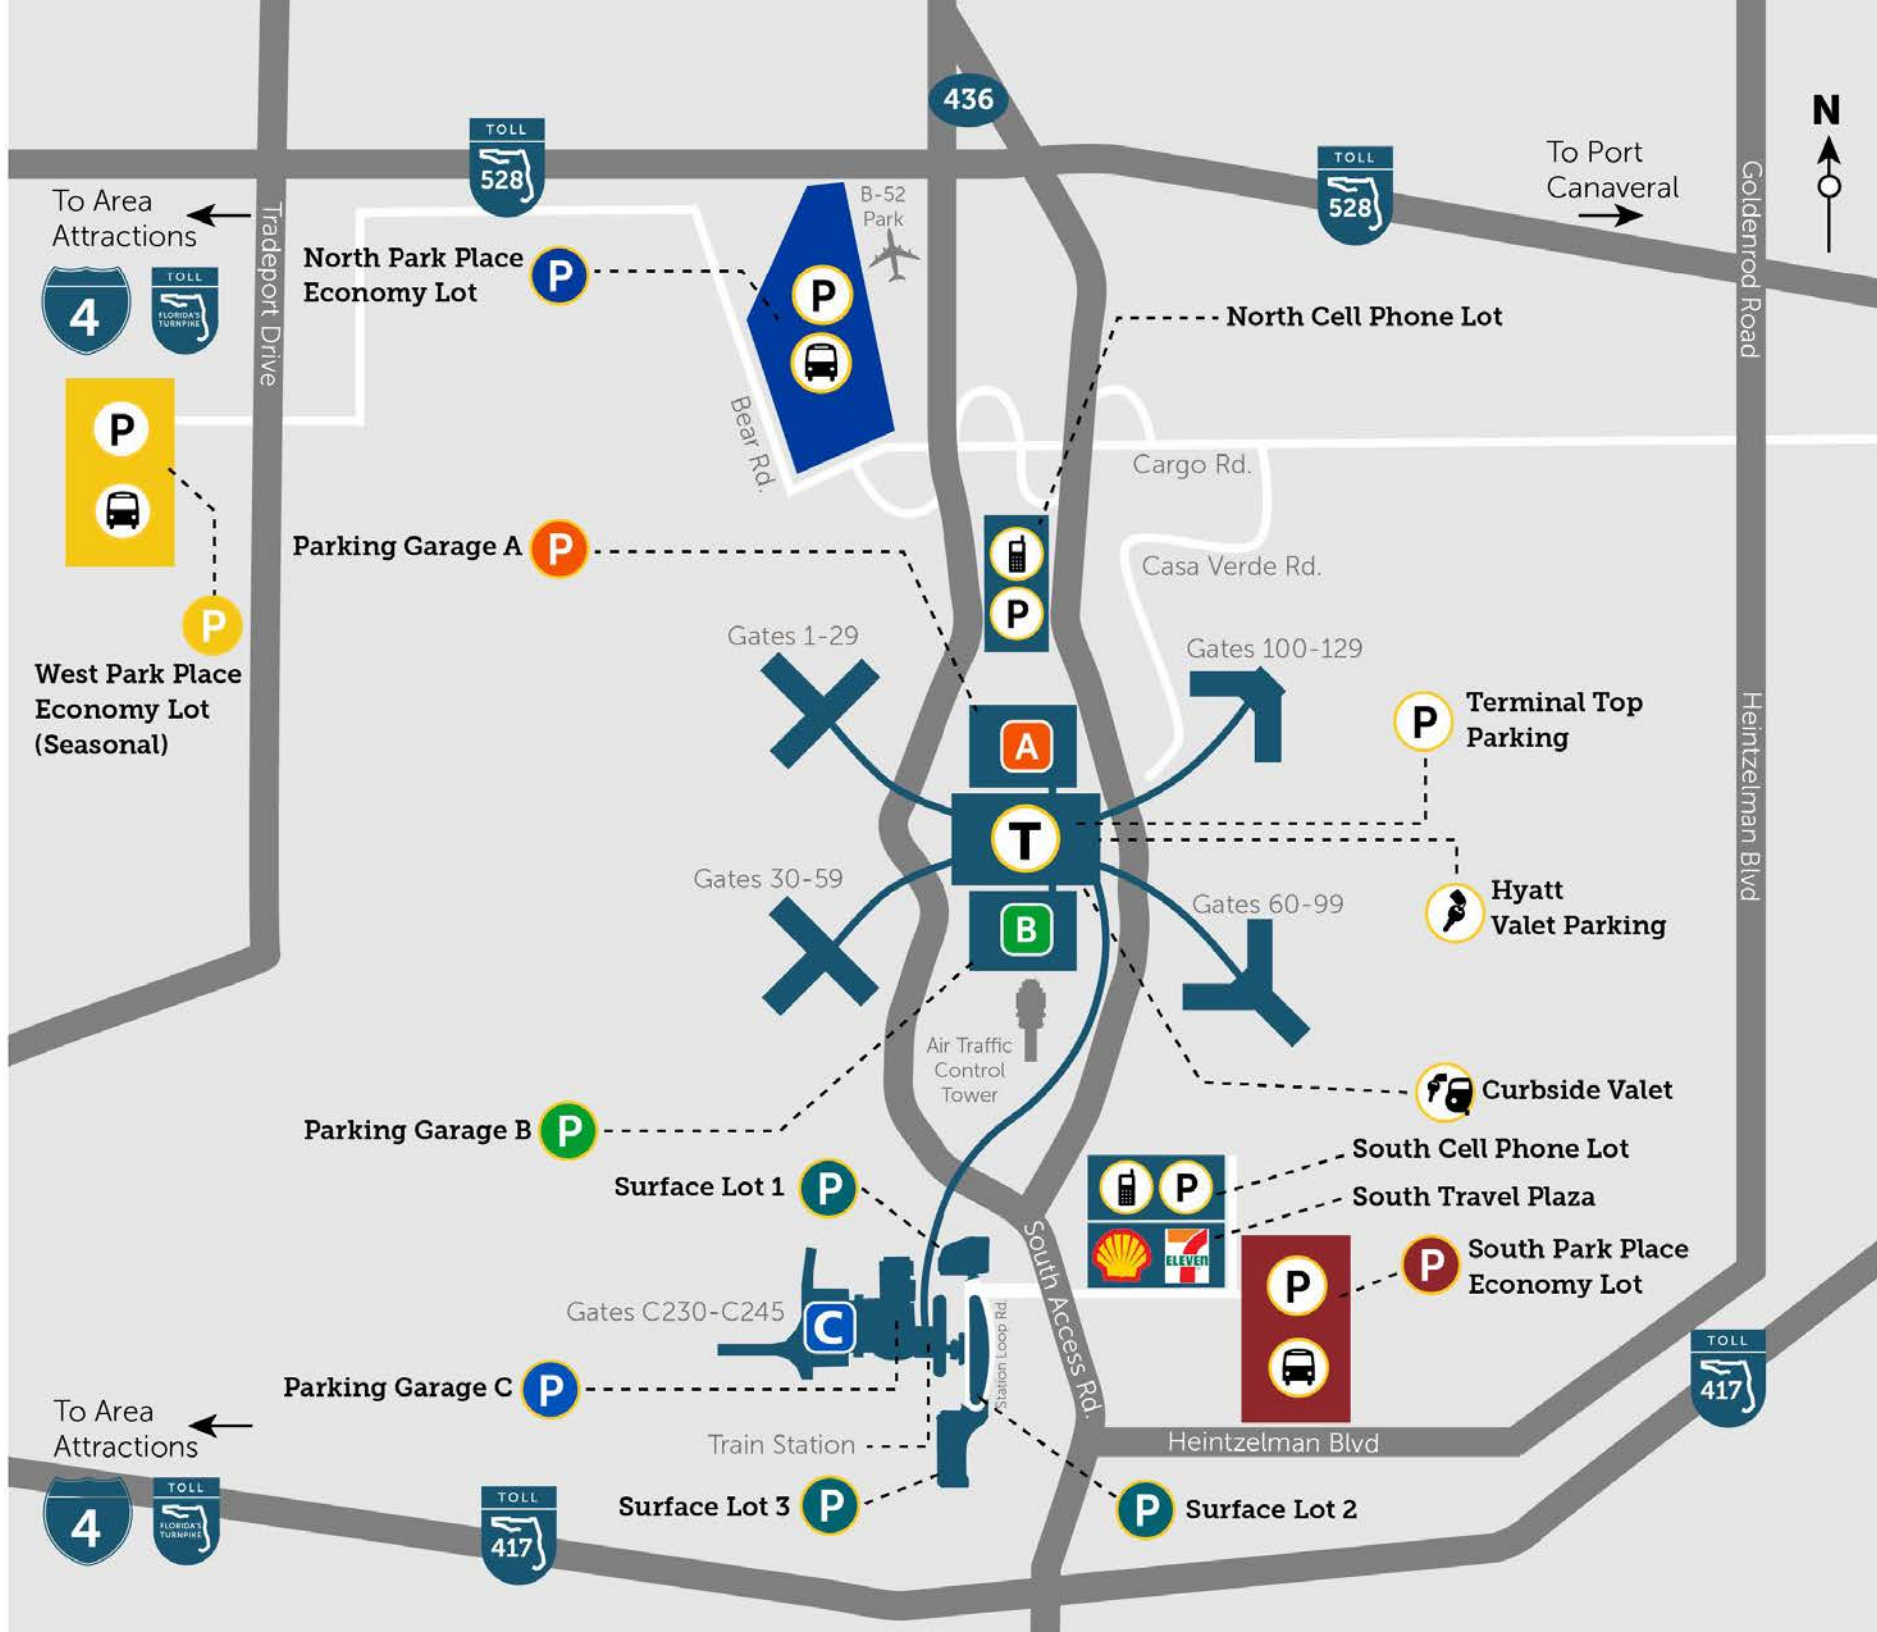 436
N
TOLL
528
TOLL
528
To Port
Canaveral
To Area
Attractions
4
TOLL
FLORIDA'S
TURNPIKE
Tradeport Drive
Goldenrod Road
B-52
Park
North Park Place
Economy Lot
P
P
North Cell Phone Lot
P
Bear Rd.
Cargo Rd.
Casa Verde Rd.
Parking Garage A
P
P
P
West Park Place
Economy Lot
(Seasonal)
Gates 1-29
Gates 100-129
A
P
Terminal Top
Parking
Heintzelman Blvd
T
Gates 30-59
Gates 60-99
Hyatt
Valet Parking
B
Air Traffic
Control
Tower
Curbside Valet
Parking Garage B
P
South Cell Phone Lot
P
South Travel Plaza
7
ELEVEN
Surface Lot 1
P
South Access Rd.
P
P
South Park Place
Economy Lot
Gates C230-C245
C
Station Loop Rd.
Parking Garage C
P
TOLL
417
Heintzelman Blvd
To Area
Attractions
4
TOLL
FLORIDA'S
TURNPIKE
Train Station
TOLL
417
Surface Lot 3
P
P
Surface Lot 2